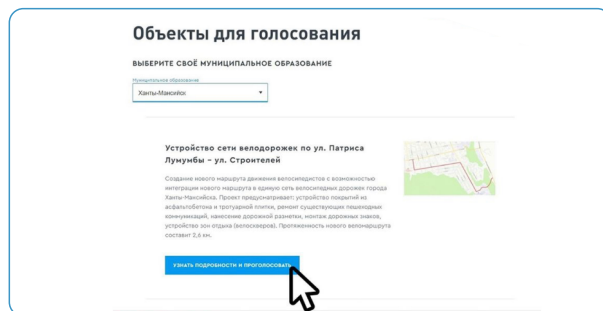 Объекты для голосования
ВЫБЕРИТЕ СВОЁ МУНИЦИПАЛЬНОЕ ОБРАЗОВАНИЕ
Муниципальное образование
Ханты-Мансийск
Устройство сети велодорожек по ул. Патриса
Лумумбы – ул. Строителей
Создание нового маршрута движения велосипедистов с возможностью
интеграции нового маршрута в единую сеть велосипедных дорожек города
Ханты-Мансийска. Проект предусматривает: устройство покрытий из
асфальтобетона и тротуарной плитки, ремонт существующих пешеходных
коммуникаций, нанесение дорожной разметки, монтаж дорожных знаков,
устройство зон отдыха (велоскверов). Протяженность нового веломаршрута
составит 2,6 км.
УЗНАТЬ ПОДРОБНОСТИ И ПРОГОЛОСОВАТЬ